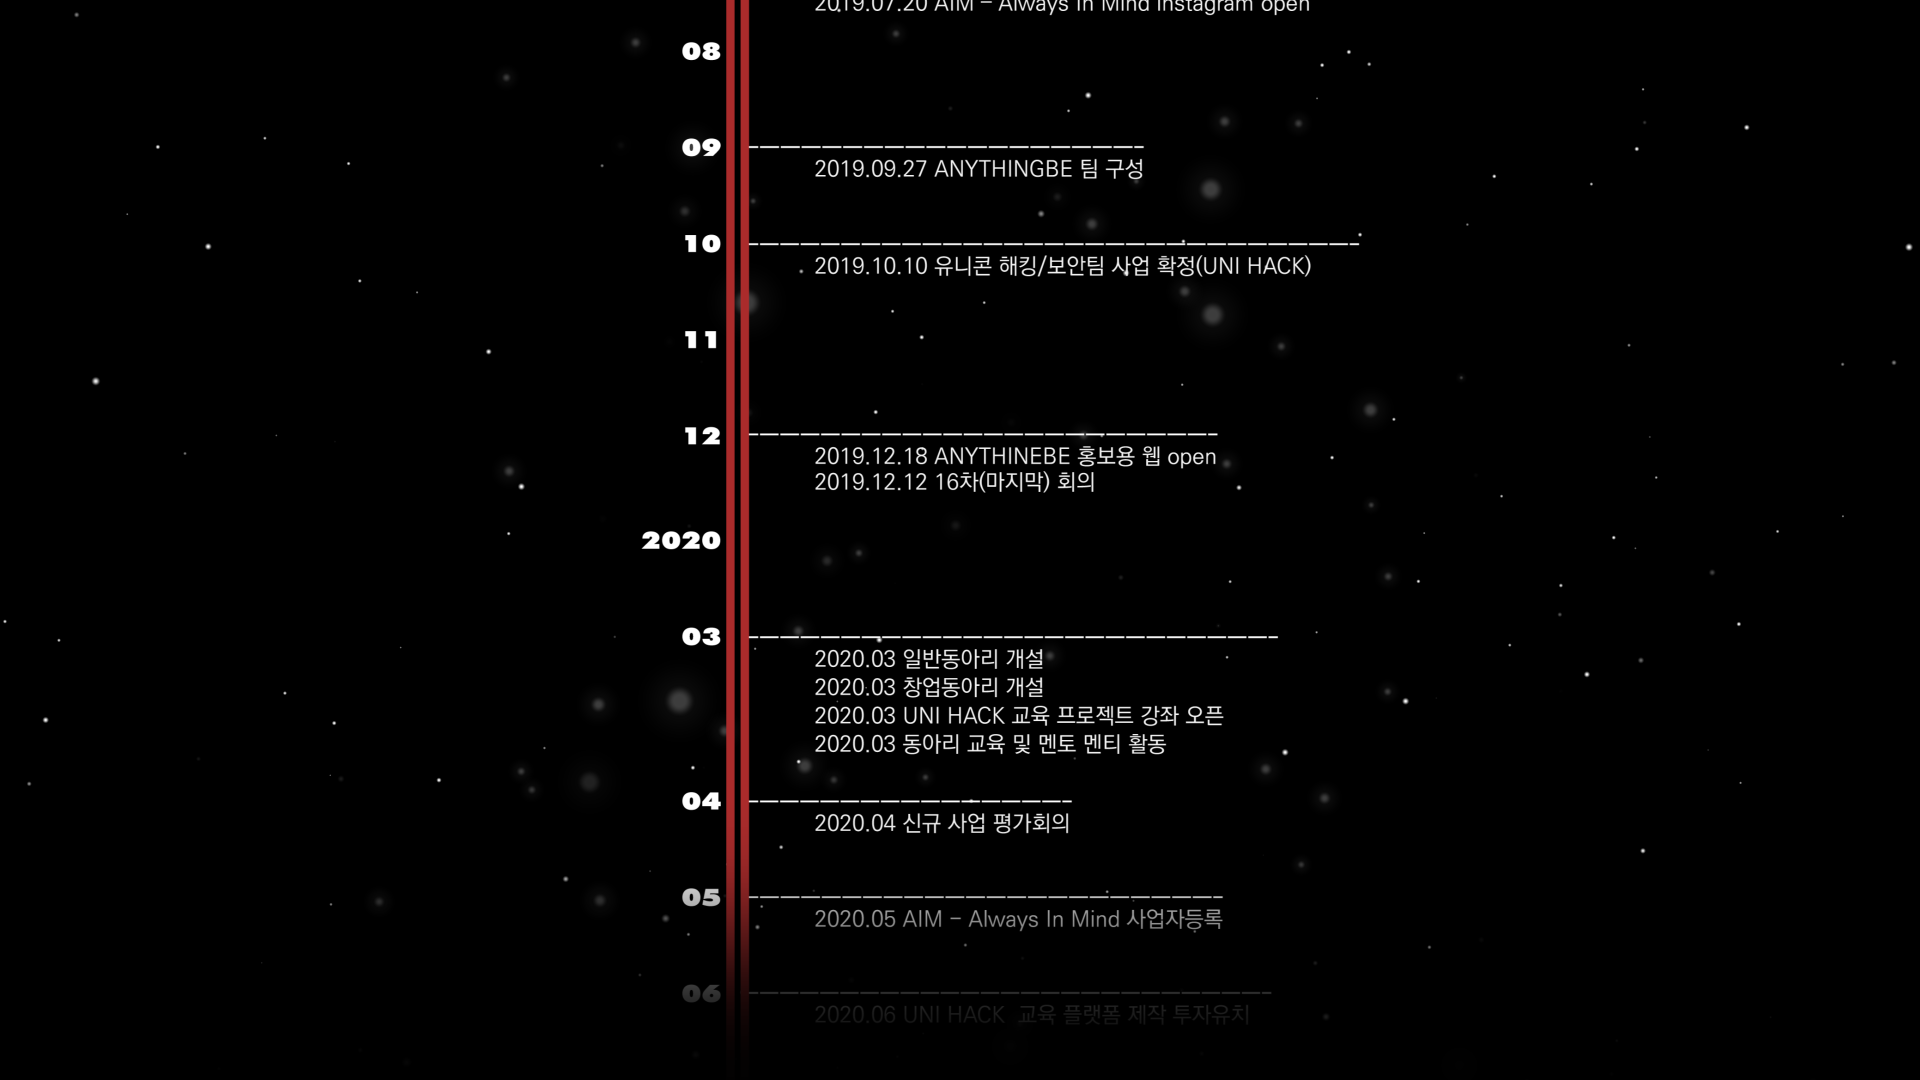 2019.07.20 AIM - Always In Mind Instagram open
08
09
2019.09.27 ANYTHINGBE 팀 구성
10
2019.10.10 유니콘 해킹/보안팀 사업 확정(UNI HACK)
11
12
2019.12.18 ANYTHINEBE 홍보용 웹 open
2019.12.12 16차(마지막) 회의
2020
03
2020.03 일반동아리 개설
2020.03 창업동아리 개설
2020.03 UNI HACK 교육 프로젝트 강좌 오픈
2020.03 동아리 교육 및 멘토 멘티 활동
04
2020.04 신규 사업 평가회의
05
2020.05 AIM - Always In Mind 사업자등록
06
2020.06 UNI HACK 교육 플랫폼 제작 투자유치